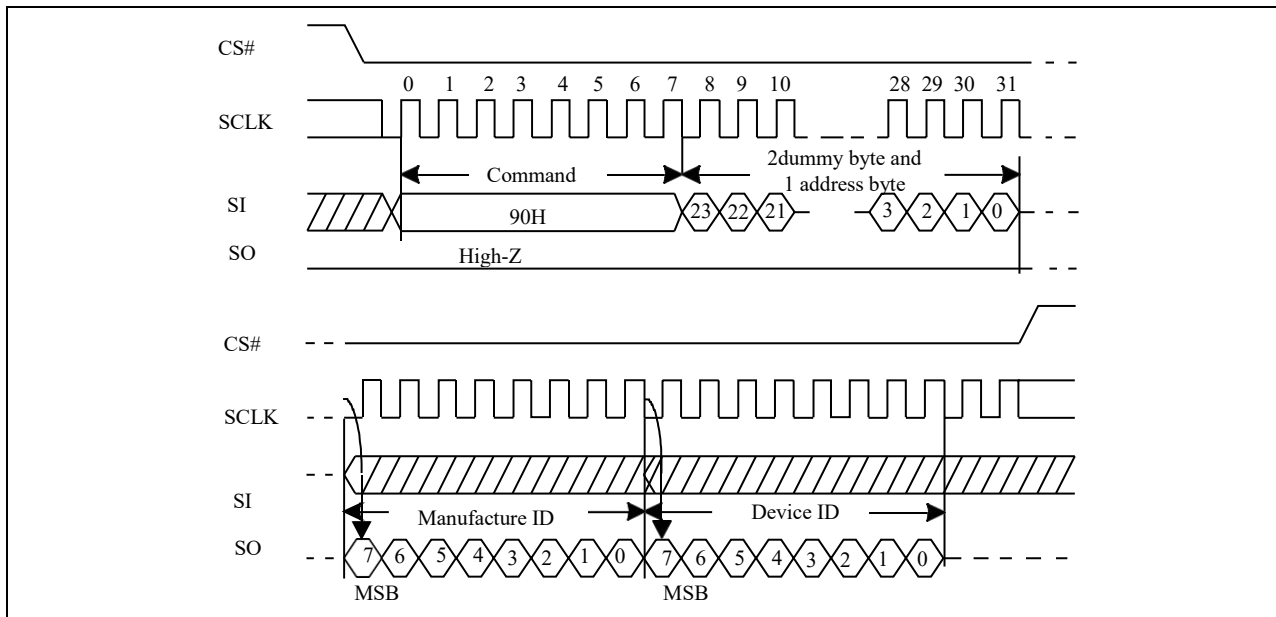 CS#
0 1 2 3 4 5 6 7 8 9 10 28 29 30 31
SCLK
Command
2dummy byte and
1 address byte
SI
90H
23 22 21 3 2 1 0
SO
High-Z
CS#
SCLK
SI
Manufacture ID
Device ID
SO
7 6 5 4 3 2 1 0 7 6 5 4 3 2 1 0
MSB MSB